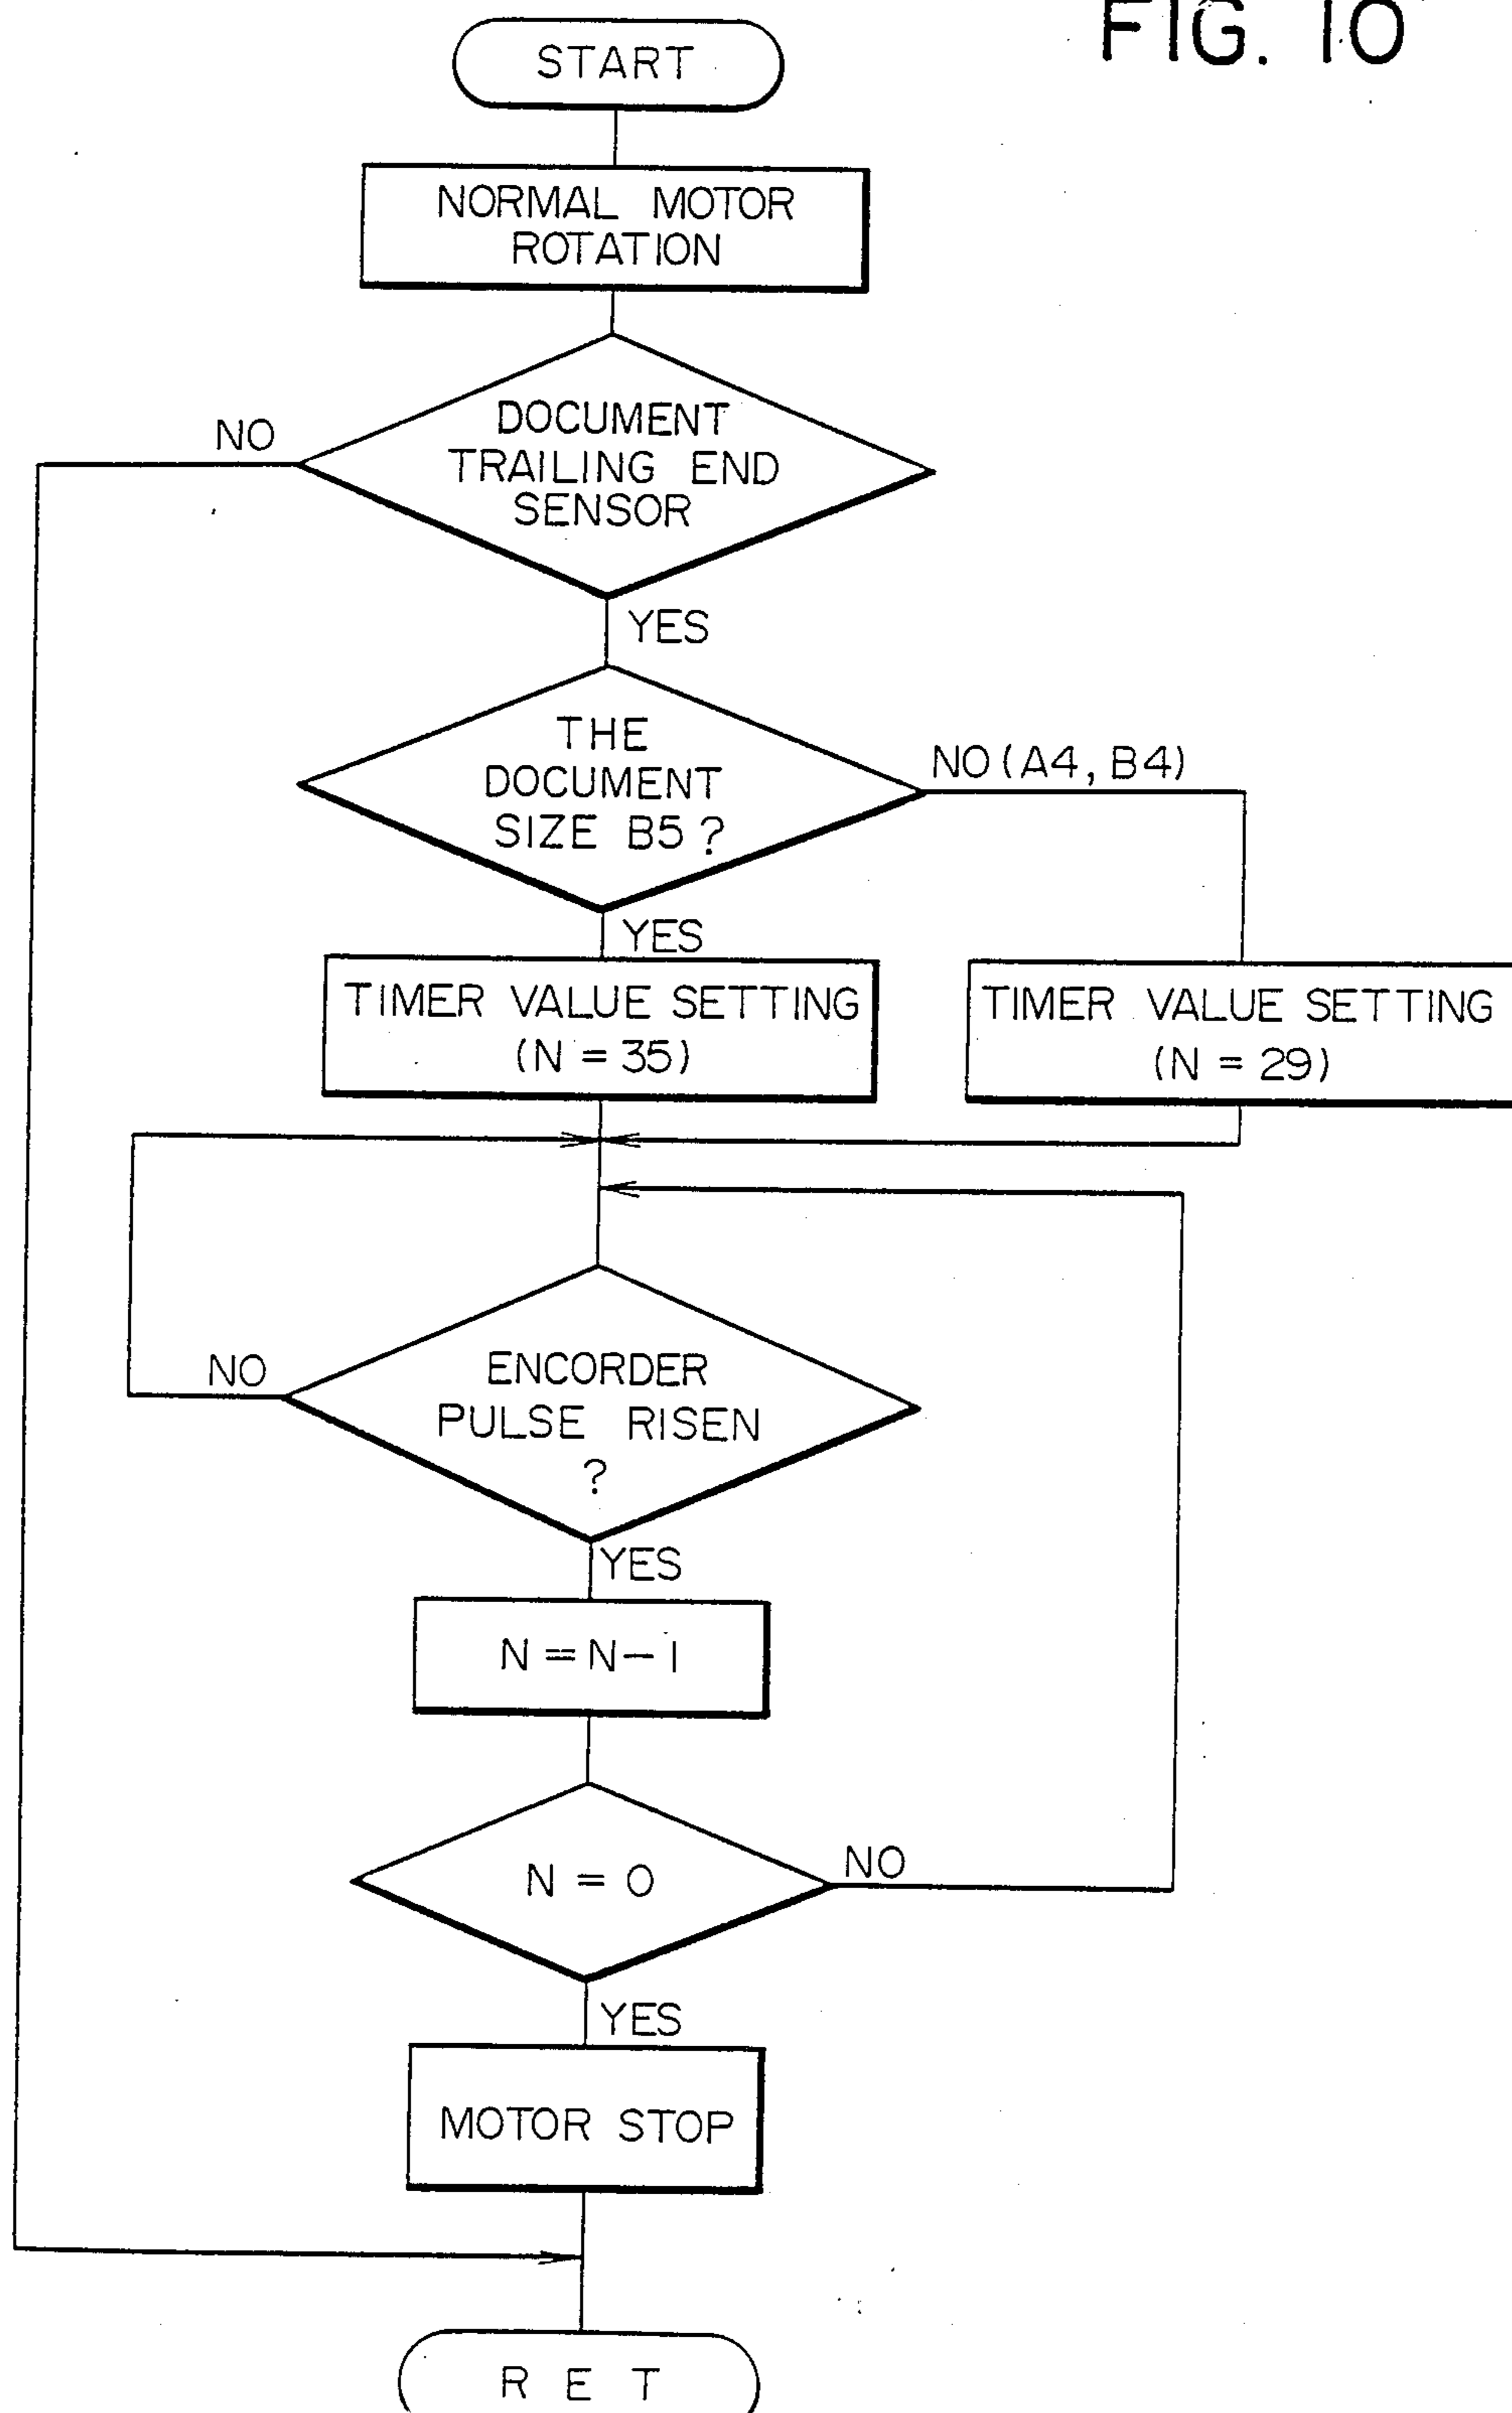 FIG. 10
START
NORMAL MOTOR
ROTATION
DOCUMENT
TRAILING END
SENSOR
NO
YES
THE
DOCUMENT
SIZE B5?
NO (A4, B4)
YES
TIMER VALUE SETTING
(N = 35)
TIMER VALUE SETTING
(N = 29)
ENCORDER
PULSE RISEN
?
NO
YES
N = N - 1
N = 0
NO
YES
MOTOR STOP
RET